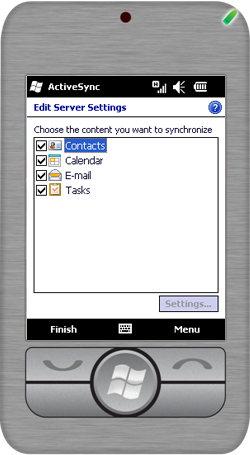 ActiveSync
Edit Server Settings
?
Choose the content you want to synchronize
Contacts
Calendar
E-mail
Tasks
Settings...
Finish Menu